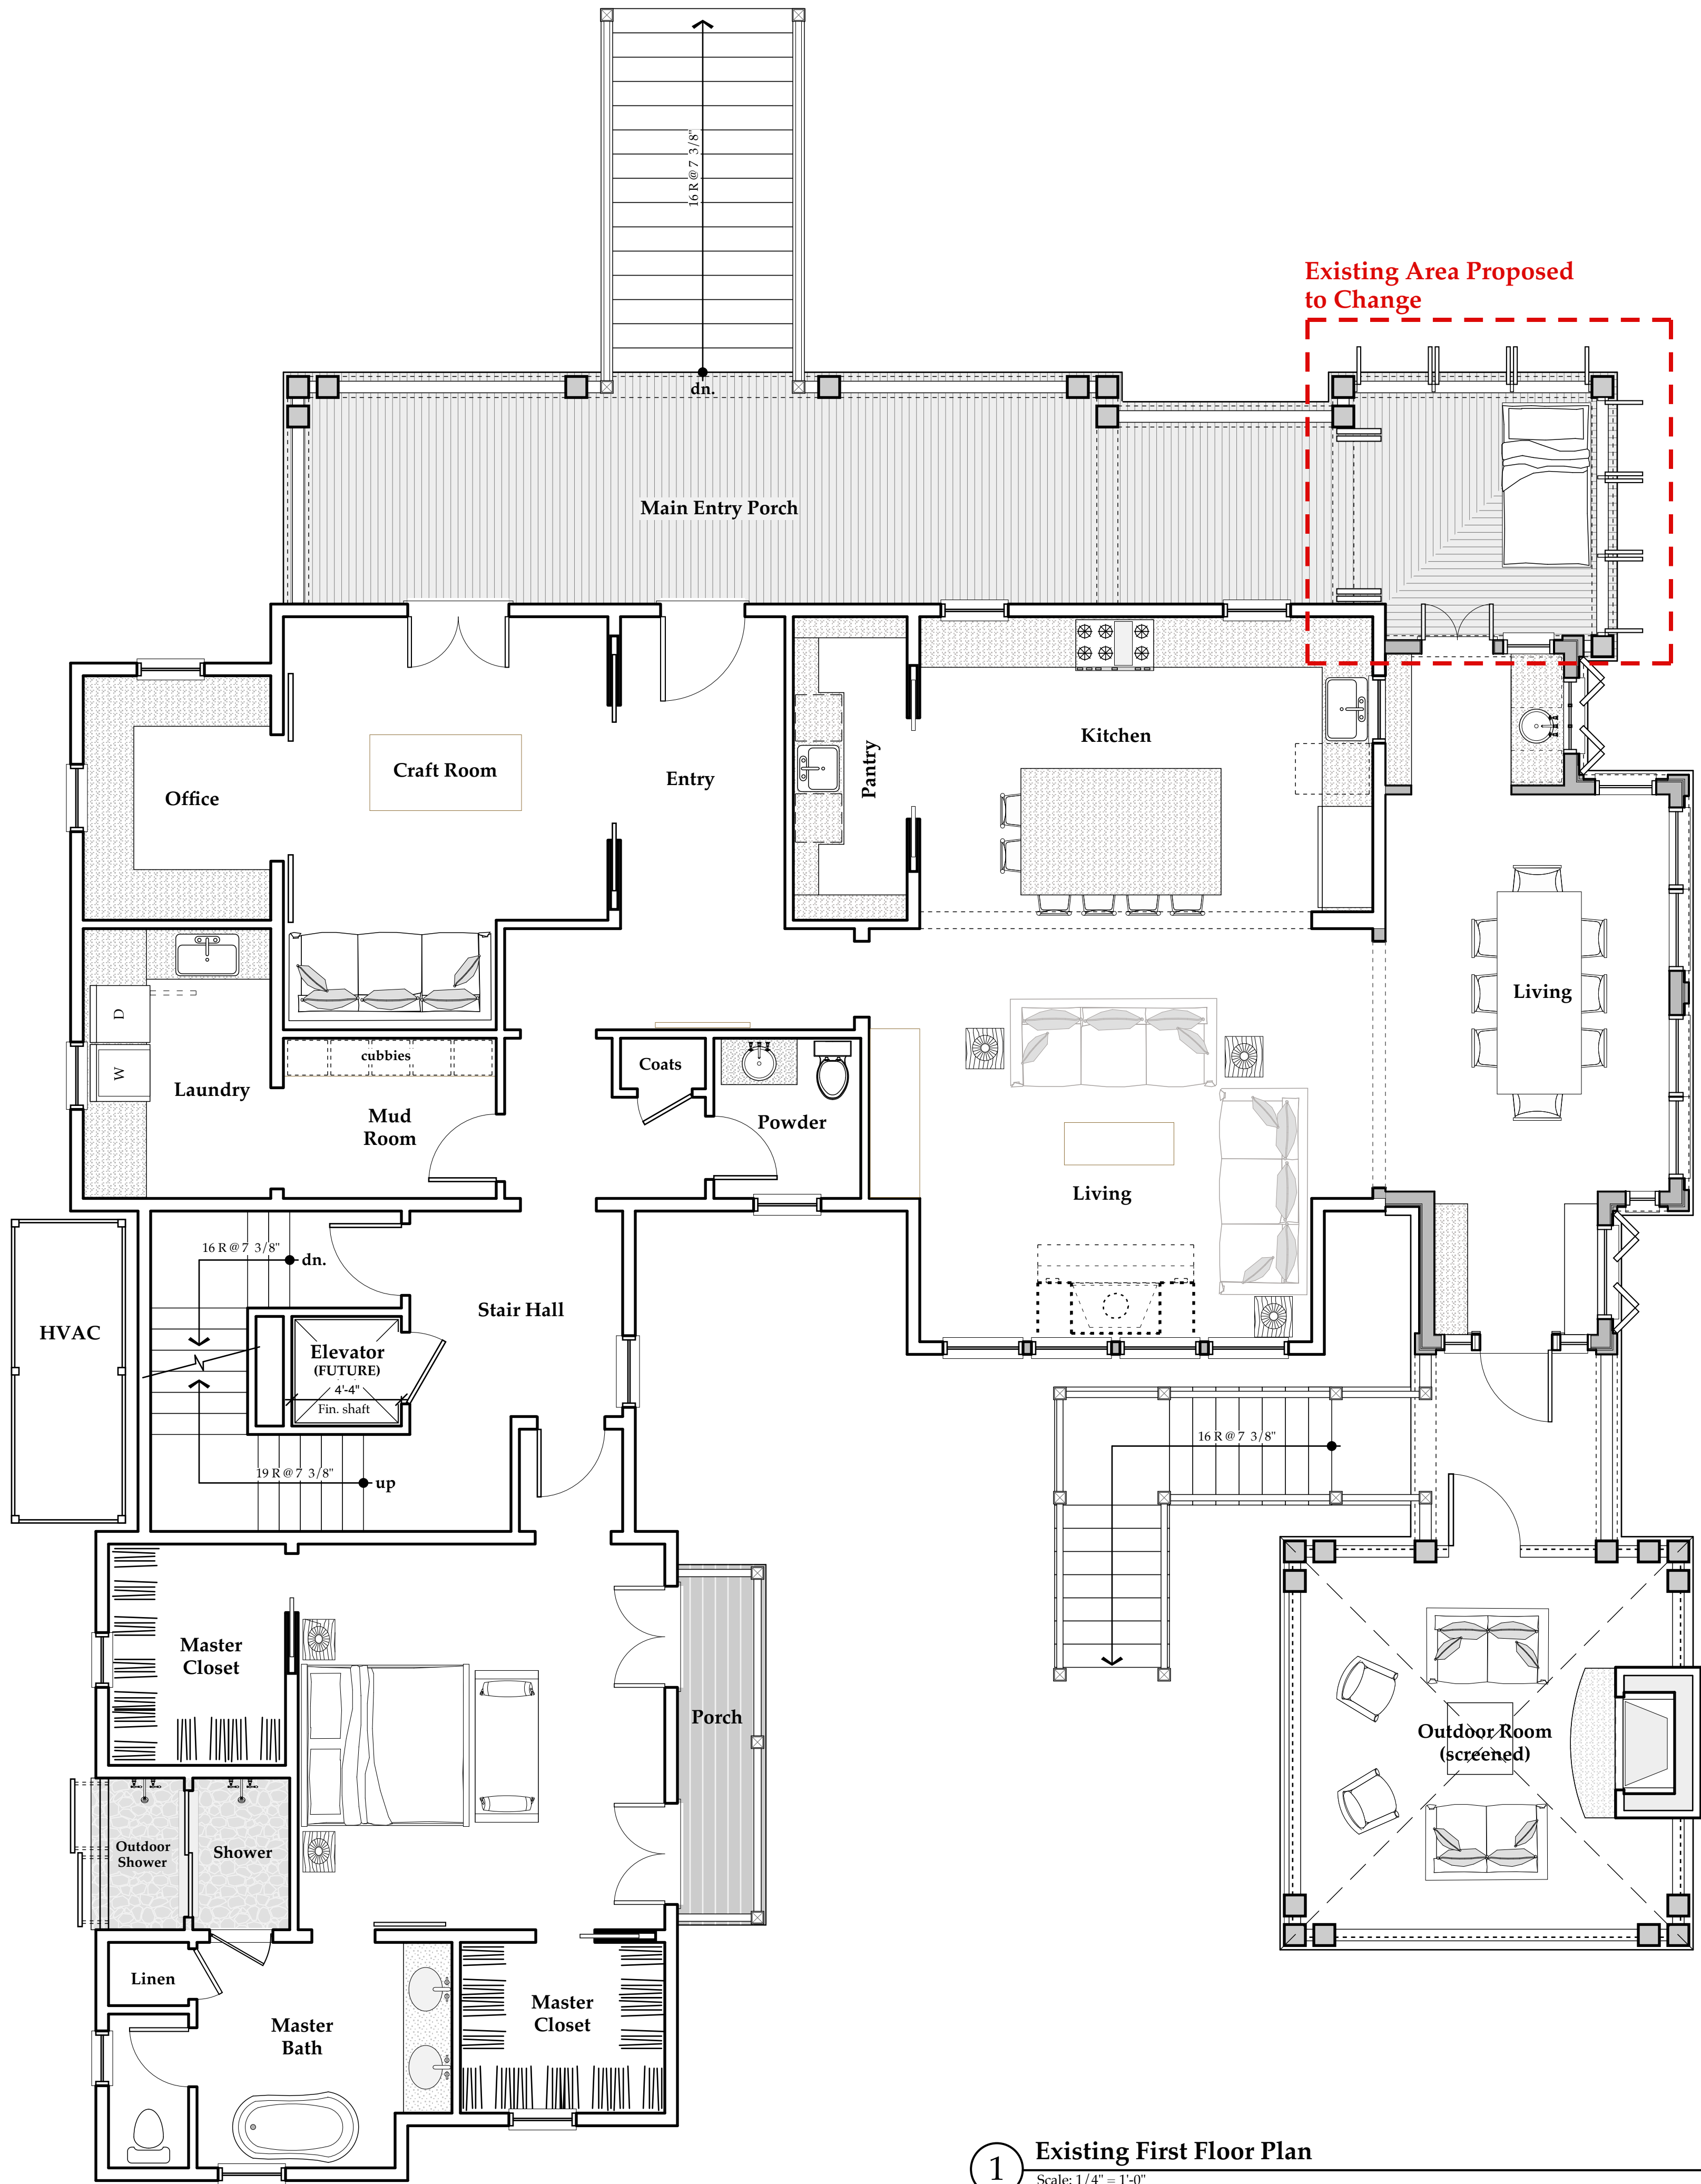 16 R @ 7 3/8"
dn.
Existing Area Proposed
to Change
Main Entry Porch
Office
Craft Room
Entry
Pantry
Kitchen
Living
D
W
Laundry
cubbies
Mud
Room
Coats
Powder
Living
HVAC
16 R @ 7 3/8"
dn.
Stair Hall
Elevator
(FUTURE)
4'-4"
Fin. shaft
19 R @ 7 3/8"
up
16 R @ 7 3/8"
Master
Closet
Porch
Outdoor Room
(screened)
Outdoor
Shower
Shower
Linen
Master
Bath
Master
Closet
1
Existing First Floor Plan
Scale: 1/4" = 1'-0"